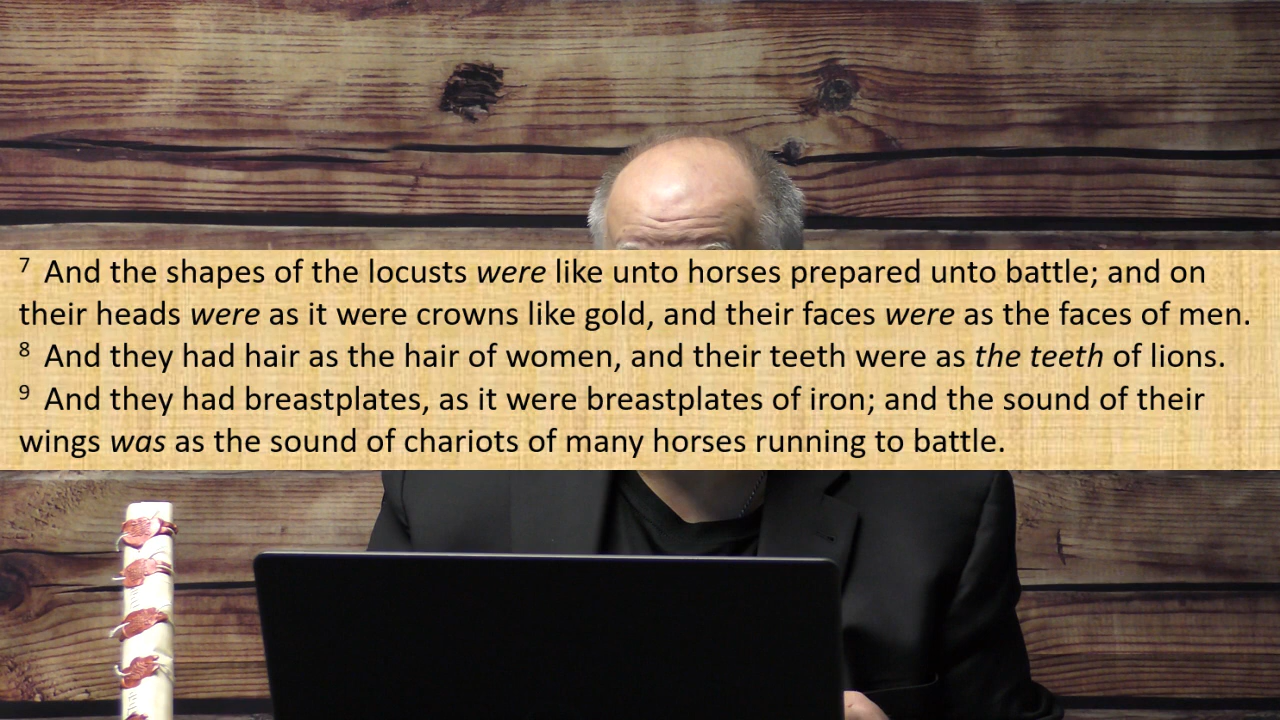 7 And the shapes of the locusts were like unto horses prepared unto battle; and on
their heads were as it were crowns like gold, and their faces were as the faces of men.
8 And they had hair as the hair of women, and their teeth were as the teeth of lions.
9 And they had breastplates, as it were breastplates of iron; and the sound of their
wings was as the sound of chariots of many horses running to battle.